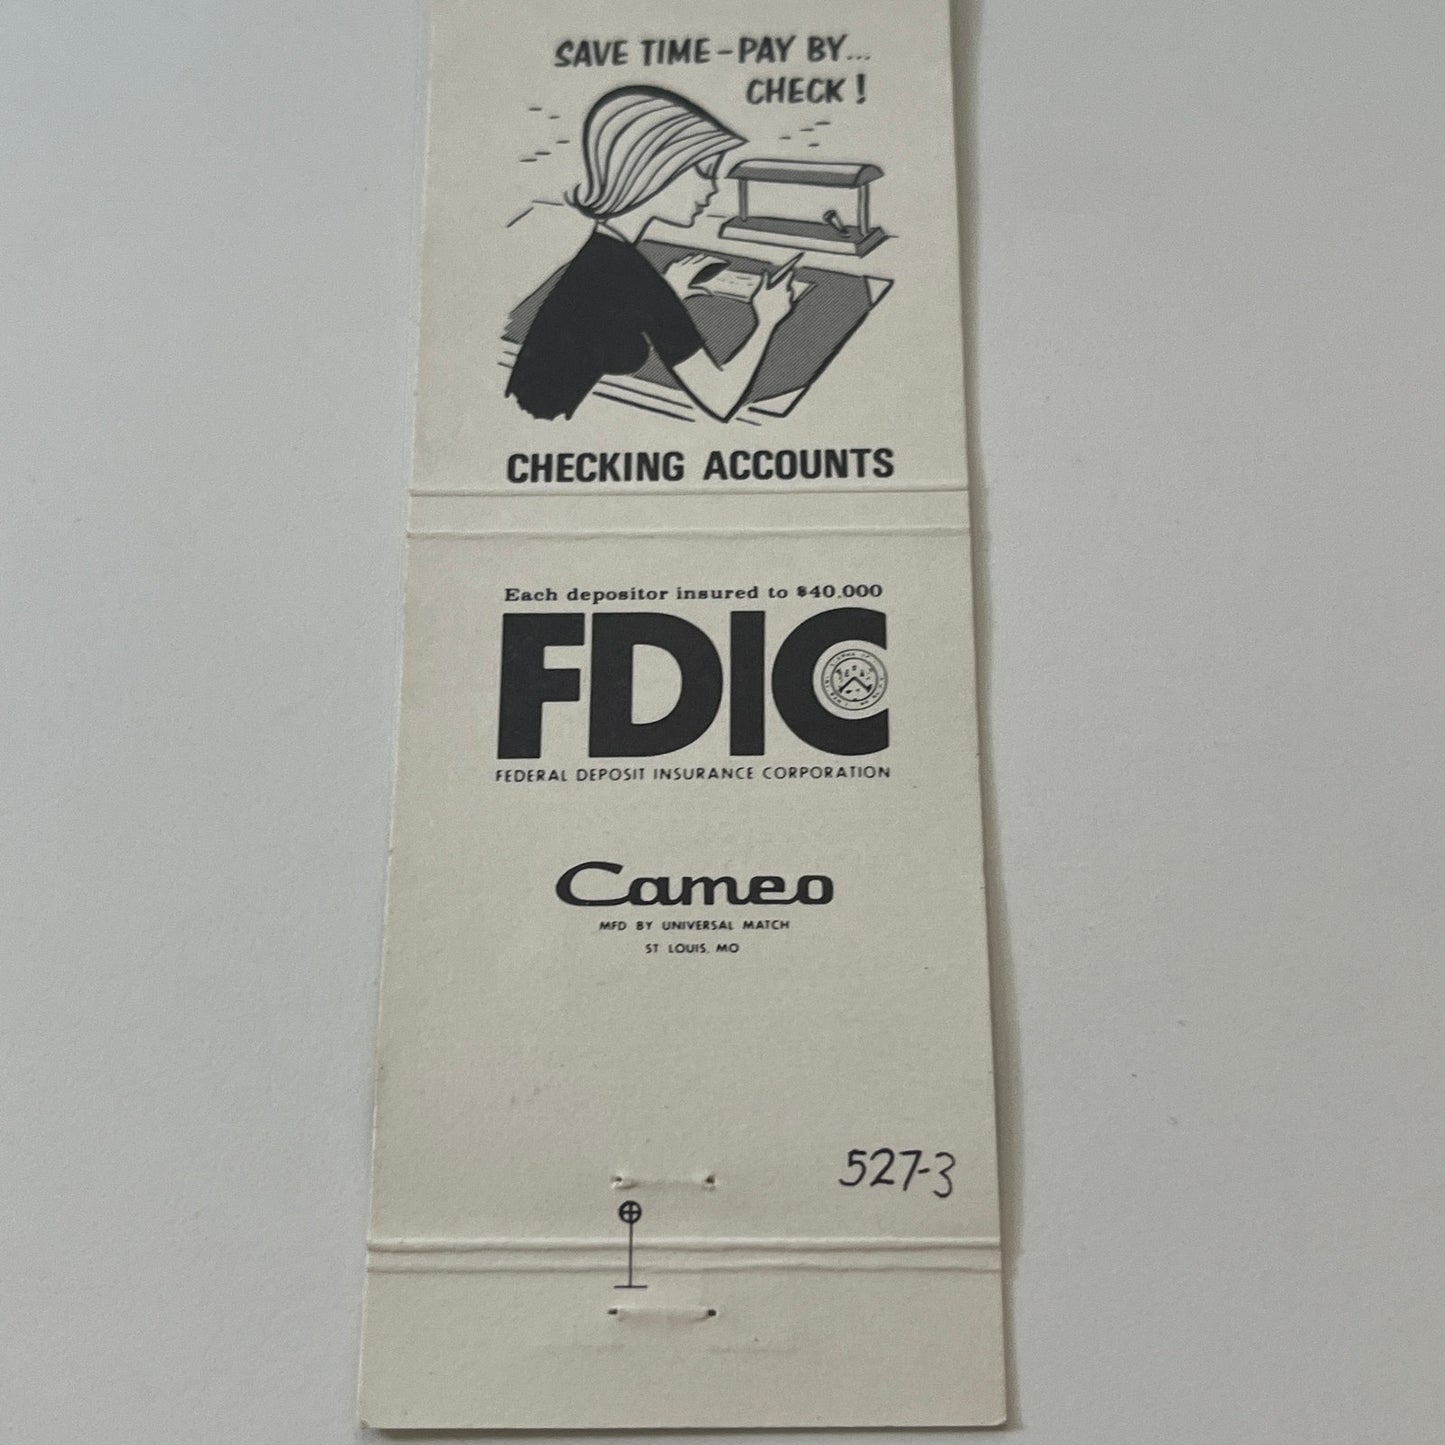 SAVE TIME-PAY BY...
CHECK!
CHECKING ACCOUNTS
Each depositor insured to $40,000
FDIC
FEDERAL DEPOSIT INSURANCE CORPORATION
Cameo
MFD BY UNIVERSAL MATCH
ST LOUIS, MO
527-3